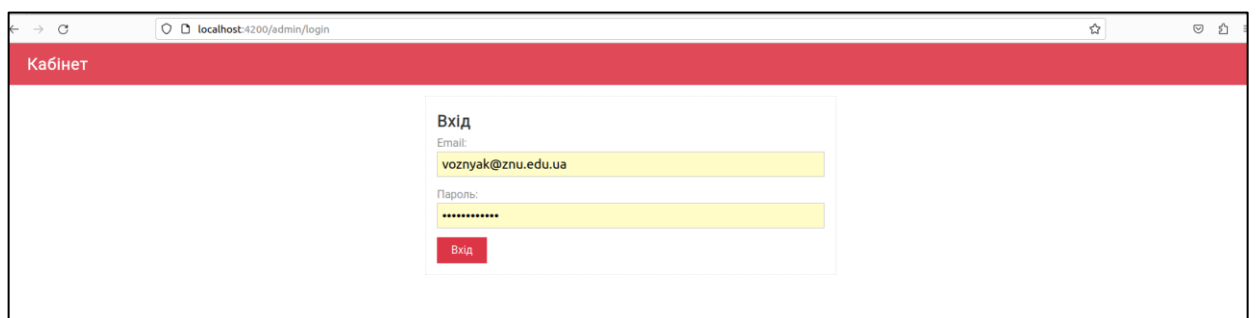 localhost:4200/admin/login
Кабінет
Вхід
Email:
voznyak@znu.edu.ua
Пароль:
••••••••••••
Вхід